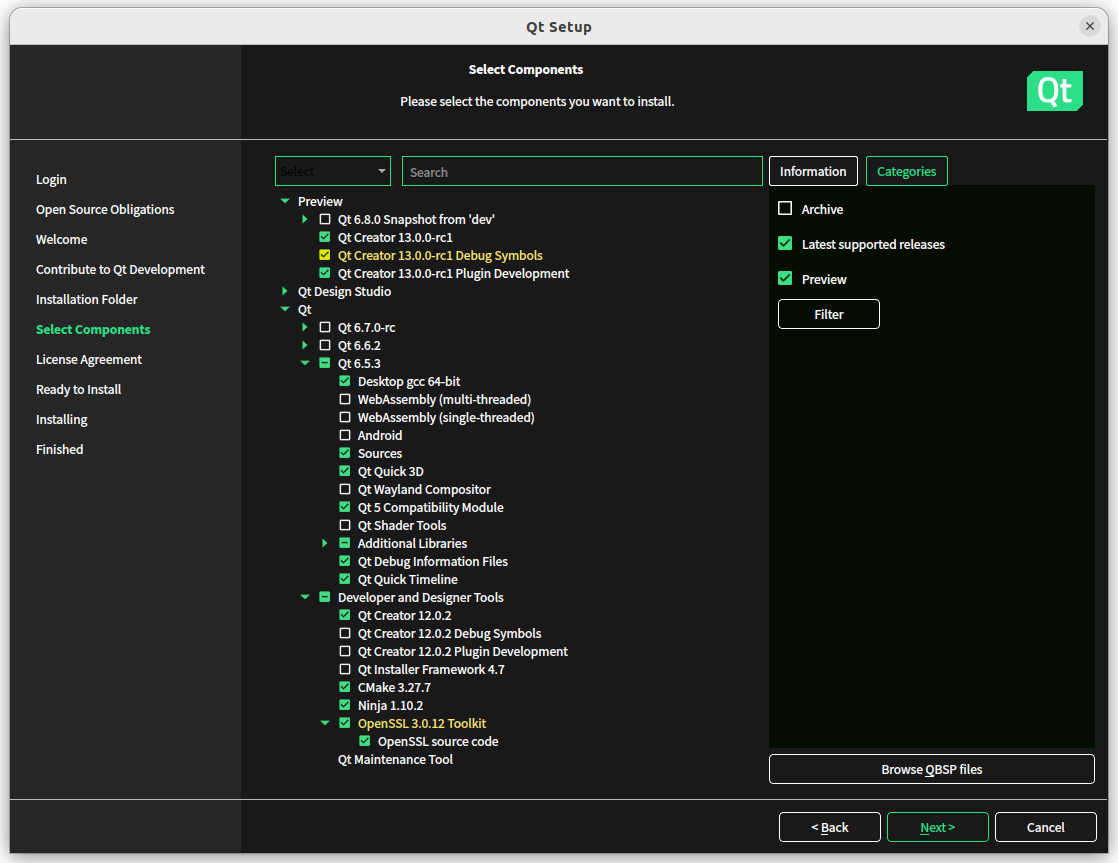 Qt Setup
Select Components
Please select the components you want to install.
Qt
Login
Open Source Obligations
Welcome
Contribute to Qt Development
Installation Folder
Select Components
License Agreement
Ready to Install
Installing
Finished
Select
Search
Preview
Qt 6.8.0 Snapshot from 'dev'
Qt Creator 13.0.0-rc1
Qt Creator 13.0.0-rc1 Debug Symbols
Qt Creator 13.0.0-rc1 Plugin Development
Qt Design Studio
Qt
Qt 6.7.0-rc
Qt 6.6.2
Qt 6.5.3
Desktop gcc 64-bit
WebAssembly (multi-threaded)
WebAssembly (single-threaded)
Android
Sources
Qt Quick 3D
Qt Wayland Compositor
Qt 5 Compatibility Module
Qt Shader Tools
Additional Libraries
Qt Debug Information Files
Qt Quick Timeline
Developer and Designer Tools
Qt Creator 12.0.2
Qt Creator 12.0.2 Debug Symbols
Qt Creator 12.0.2 Plugin Development
Qt Installer Framework 4.7
CMake 3.27.7
Ninja 1.10.2
OpenSSL 3.0.12 Toolkit
OpenSSL source code
Qt Maintenance Tool
Information
Categories
Archive
Latest supported releases
Preview
Filter
Browse QBSP files
< Back
Next >
Cancel